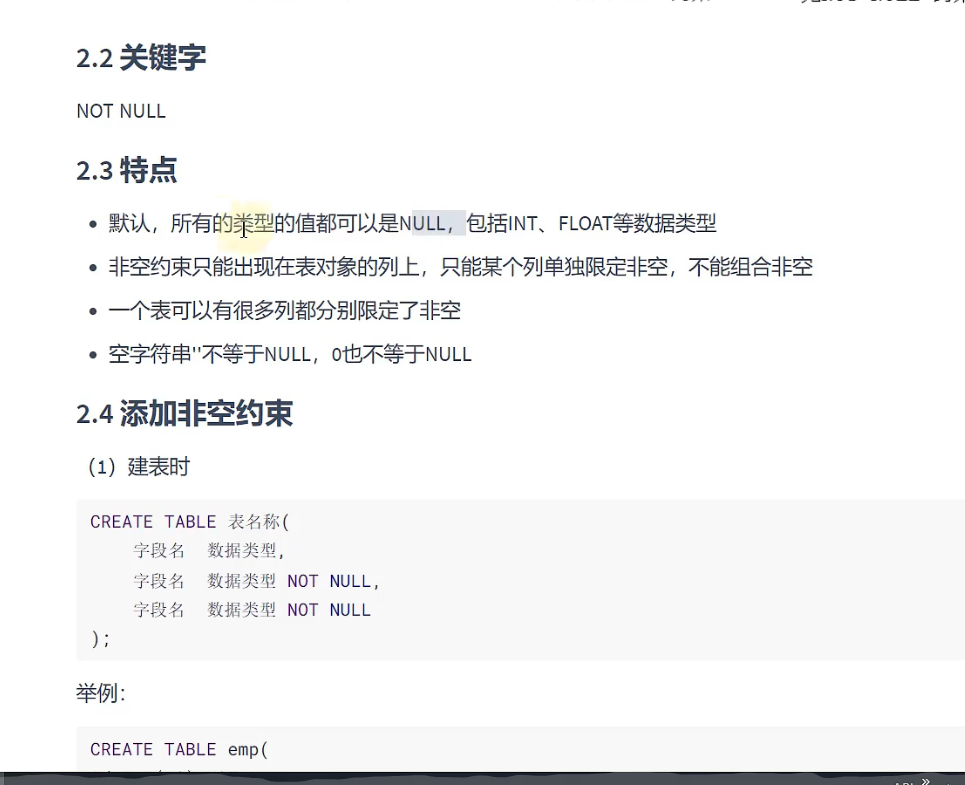 2.2 关键字
NOT NULL
2.3 特点
默认，所有的类型的值都可以是NULL，包括INT、FLOAT等数据类型
非空约束只能出现在表对象的列上，只能某个列单独限定非空，不能组合非空
一个表可以有很多列都分别限定了非空
空字符串''不等于NULL，0也不等于NULL
2.4 添加非空约束
（1）建表时
CREATE TABLE 表名称(
字段名 数据类型,
字段名 数据类型 NOT NULL,
字段名 数据类型 NOT NULL
);
举例：
CREATE TABLE emp(